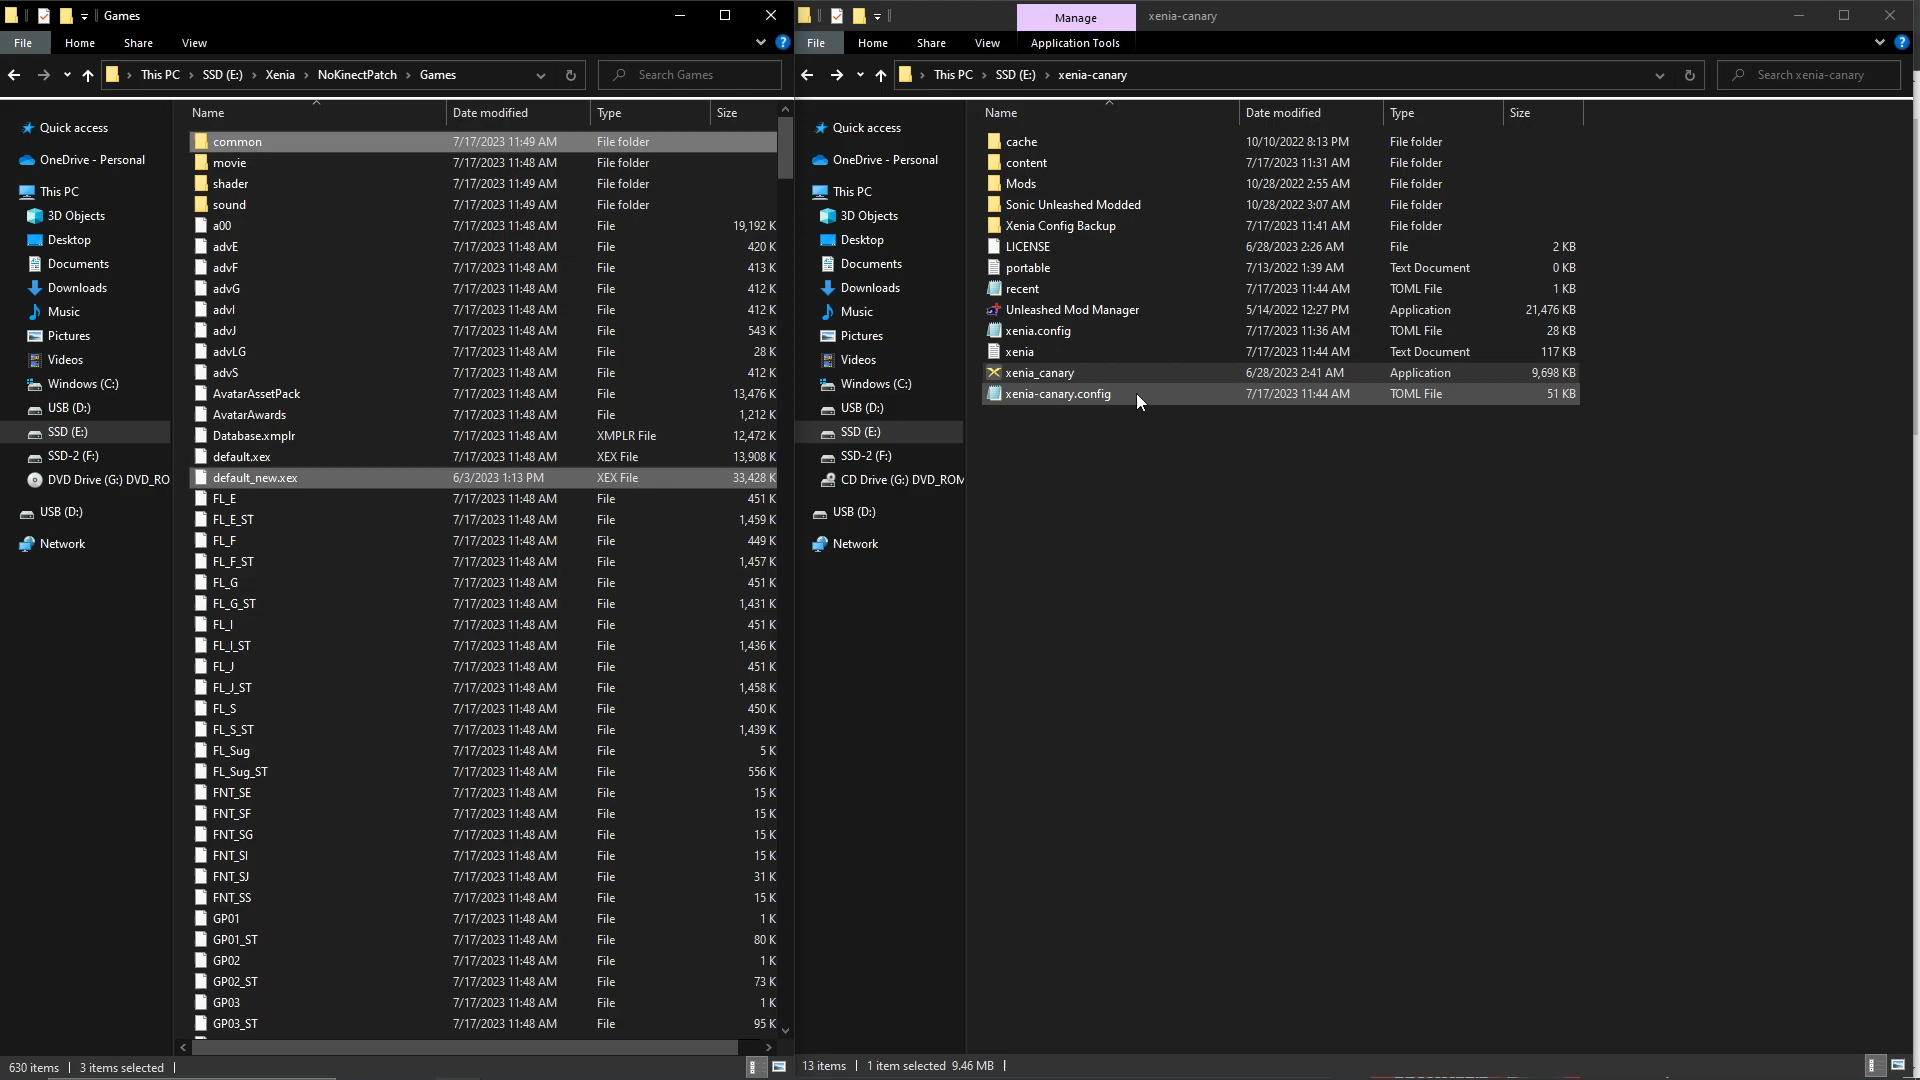 Games
File
Home
Share
View
This PC
SSD (E:)
Xenia
NoKinectPatch
Games
Search Games
Quick access
OneDrive - Personal
This PC
3D Objects
Desktop
Documents
Downloads
Music
Pictures
Videos
Windows (C:)
USB (D:)
SSD (E:)
SSD-2 (F:)
DVD Drive (G:) DVD_RO
USB (D:)
Network
Name Date modified Type Size
common 7/17/2023 11:49 AM File folder
movie 7/17/2023 11:48 AM File folder
shader 7/17/2023 11:49 AM File folder
sound 7/17/2023 11:49 AM File folder
a00 7/17/2023 11:48 AM File 19,192 K
advE 7/17/2023 11:48 AM File 420 K
advF 7/17/2023 11:48 AM File 413 K
advG 7/17/2023 11:48 AM File 412 K
advI 7/17/2023 11:48 AM File 412 K
advJ 7/17/2023 11:48 AM File 543 K
advLG 7/17/2023 11:48 AM File 28 K
advS 7/17/2023 11:48 AM File 412 K
AvatarAssetPack 7/17/2023 11:48 AM File 13,476 K
AvatarAwards 7/17/2023 11:48 AM File 1,212 K
Database.xmplr 7/17/2023 11:48 AM XMPLR File 12,472 K
default.xex 7/17/2023 11:48 AM XEX File 13,908 K
default_new.xex 6/3/2023 1:13 PM XEX File 33,428 K
FL_E 7/17/2023 11:48 AM File 451 K
FL_E_ST 7/17/2023 11:48 AM File 1,459 K
FL_F 7/17/2023 11:48 AM File 449 K
FL_F_ST 7/17/2023 11:48 AM File 1,457 K
FL_G 7/17/2023 11:48 AM File 451 K
FL_G_ST 7/17/2023 11:48 AM File 1,431 K
FL_I 7/17/2023 11:48 AM File 451 K
FL_I_ST 7/17/2023 11:48 AM File 1,436 K
FL_J 7/17/2023 11:48 AM File 451 K
FL_J_ST 7/17/2023 11:48 AM File 1,458 K
FL_S 7/17/2023 11:48 AM File 450 K
FL_S_ST 7/17/2023 11:48 AM File 1,439 K
FL_Sug 7/17/2023 11:48 AM File 5 K
FL_Sug_ST 7/17/2023 11:48 AM File 556 K
FNT_SE 7/17/2023 11:48 AM File 15 K
FNT_SF 7/17/2023 11:48 AM File 15 K
FNT_SG 7/17/2023 11:48 AM File 15 K
FNT_SI 7/17/2023 11:48 AM File 15 K
FNT_SJ 7/17/2023 11:48 AM File 31 K
FNT_SS 7/17/2023 11:48 AM File 15 K
GP01 7/17/2023 11:48 AM File 1 K
GP01_ST 7/17/2023 11:48 AM File 80 K
GP02 7/17/2023 11:48 AM File 1 K
GP02_ST 7/17/2023 11:48 AM File 73 K
GP03 7/17/2023 11:48 AM File 1 K
GP03_ST 7/17/2023 11:48 AM File 95 K
630 items 3 items selected
Manage
xenia-canary
File
Home
Share
View
Application Tools
This PC
SSD (E:)
xenia-canary
Search xenia-canary
Quick access
OneDrive - Personal
This PC
3D Objects
Desktop
Documents
Downloads
Music
Pictures
Videos
Windows (C:)
USB (D:)
SSD (E:)
SSD-2 (F:)
CD Drive (G:) DVD_ROM
USB (D:)
Network
Name Date modified Type Size
cache 10/10/2022 8:13 PM File folder
content 7/17/2023 11:31 AM File folder
Mods 10/28/2022 2:55 AM File folder
Sonic Unleashed Modded 10/28/2022 3:07 AM File folder
Xenia Config Backup 7/17/2023 11:41 AM File folder
LICENSE 6/28/2023 2:26 AM File 2 KB
portable 7/13/2022 1:39 AM Text Document 0 KB
recent 7/17/2023 11:44 AM TOML File 1 KB
Unleashed Mod Manager 5/14/2022 12:27 PM Application 21,476 KB
xenia.config 7/17/2023 11:36 AM TOML File 28 KB
xenia 7/17/2023 11:44 AM Text Document 117 KB
xenia_canary 6/28/2023 2:41 AM Application 9,698 KB
xenia-canary.config 7/17/2023 11:44 AM TOML File 51 KB
13 items 1 item selected 9.46 MB